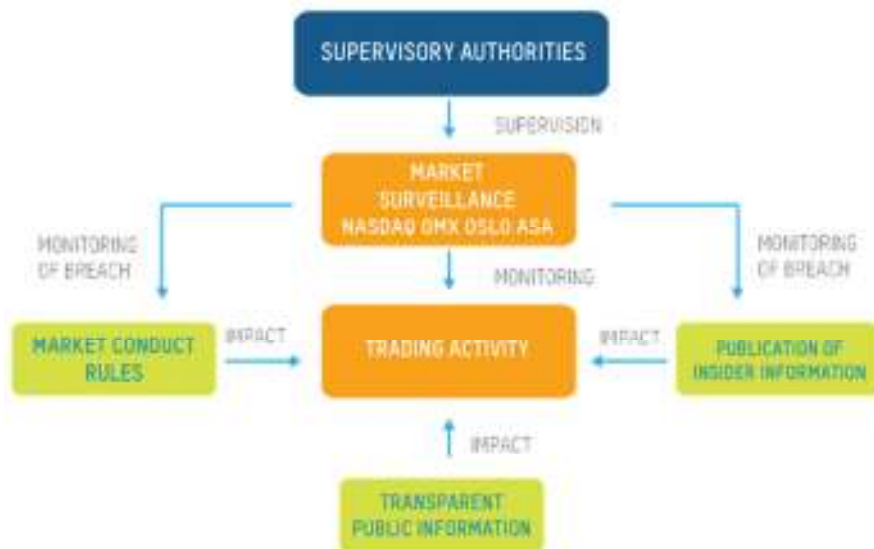 SUPERVISORY AUTHORITIES
SUPERVISION
MARKET
SURVEILLANCE
NASDAQ OMX OSLO ASA
MONITORING
OF BREACH
MONITORING
MONITORING
OF BREACH
MARKET CONDUCT
RULES
IMPACT
TRADING ACTIVITY
IMPACT
PUBLICATION OF
INSIDER INFORMATION
IMPACT
TRANSPARENT
PUBLIC INFORMATION